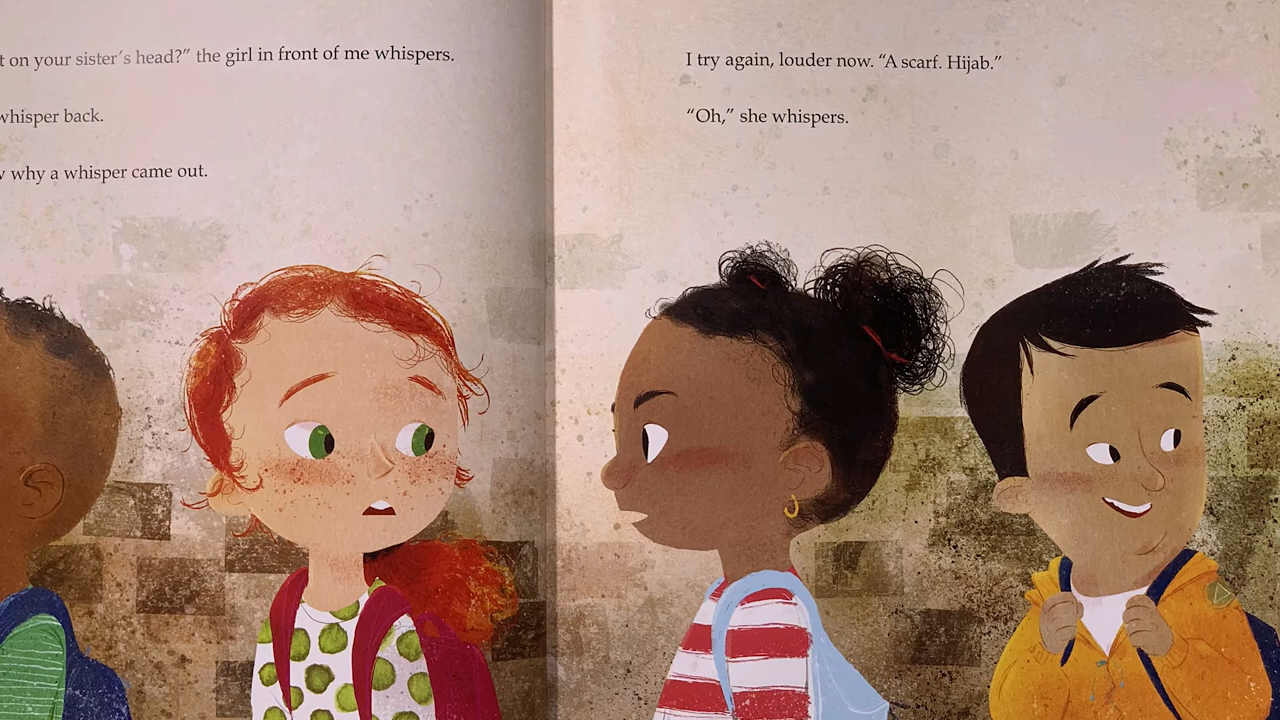 t on your sister's head?” the girl in front of me whispers.
whisper back.
why a whisper came out.
I try again, louder now. “A scarf. Hijab.”
“Oh,” she whispers.